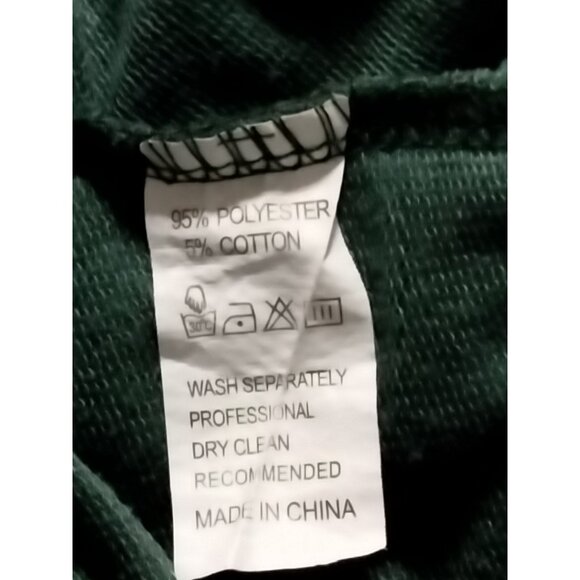 95% POLYESTER
5% COTTON
30°C
WASH SEPARATELY
PROFESSIONAL
DRY CLEAN
RECOMMENDED
MADE IN CHINA